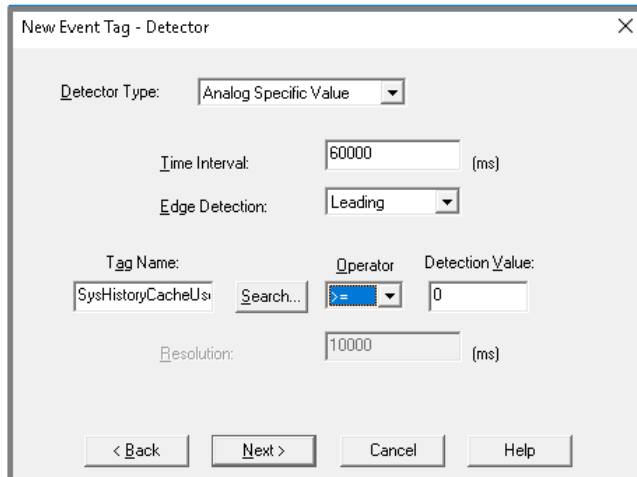 New Event Tag - Detector
Detector Type: Analog Specific Value
Time Interval: 60000 (ms)
Edge Detection: Leading
Tag Name: Operator Detection Value:
SysHistoryCacheUs Search... >= 0
Resolution: 10000 (ms)
< Back Next > Cancel Help